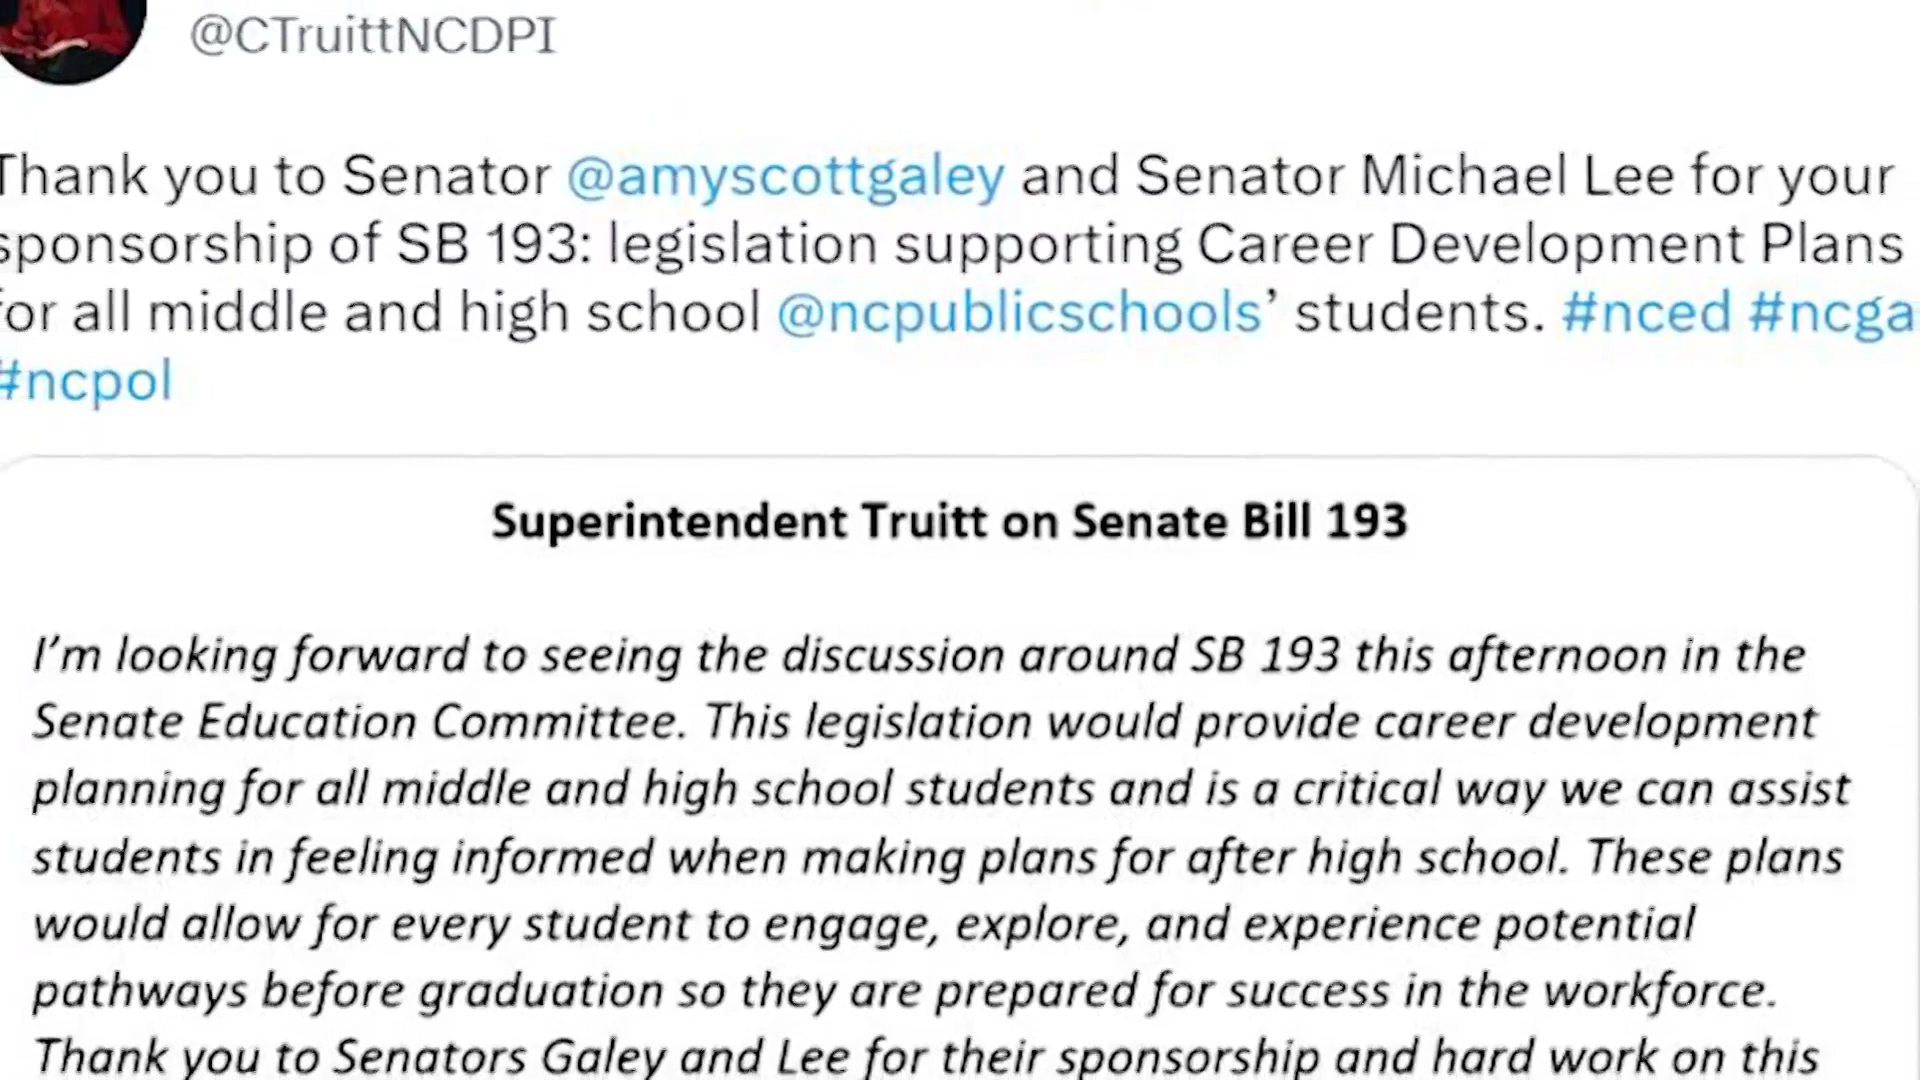 @CTruittNCDPI
Thank you to Senator @amyscottgaley and Senator Michael Lee for your
sponsorship of SB 193: legislation supporting Career Development Plans
for all middle and high school @ncpublicschools’ students. #nced #ncga
#ncpol
Superintendent Truitt on Senate Bill 193
I’m looking forward to seeing the discussion around SB 193 this afternoon in the
Senate Education Committee. This legislation would provide career development
planning for all middle and high school students and is a critical way we can assist
students in feeling informed when making plans for after high school. These plans
would allow for every student to engage, explore, and experience potential
pathways before graduation so they are prepared for success in the workforce.
Thank you to Senators Galey and Lee for their sponsorship and hard work on this